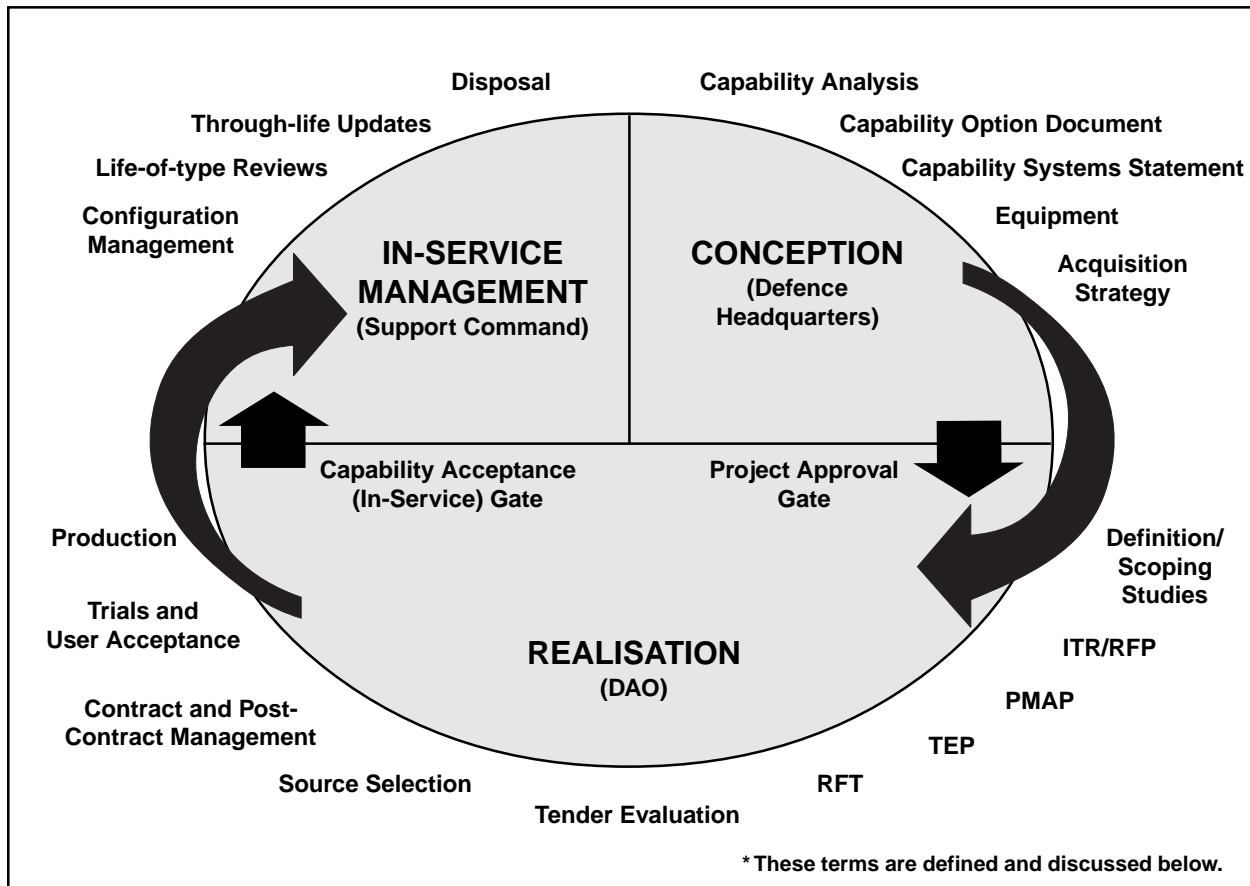 Disposal
Capability Analysis
Through-life Updates
Capability Option Document
Life-of-type Reviews
Capability Systems Statement
Configuration
Management
Equipment
Acquisition
Strategy
IN-SERVICE
MANAGEMENT
(Support Command)
CONCEPTION
(Defence
Headquarters)
Capability Acceptance
(In-Service) Gate
Project Approval
Gate
Production
Definition/
Scoping
Studies
Trials and
User Acceptance
REALISATION
(DAO)
ITR/RFP
PMAP
Contract and Post-
Contract Management
TEP
Source Selection
RFT
Tender Evaluation
* These terms are defined and discussed below.